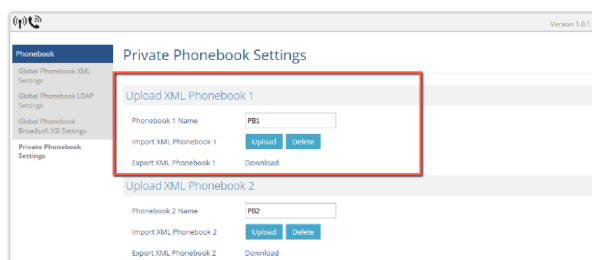 Version 1.0.1.
Phonebook
Global Phonebook XML
Settings
Global Phonebook LDAP
Settings
Global Phonebook
Broadsoft XSI Settings
Private Phonebook
Settings
Private Phonebook Settings
Upload XML Phonebook 1
Phonebook 1 Name PB1
Import XML Phonebook 1 Upload Delete
Export XML Phonebook 1 Download
Upload XML Phonebook 2
Phonebook 2 Name PB2
Import XML Phonebook 2 Upload Delete
Export XML Phonebook 2 Download